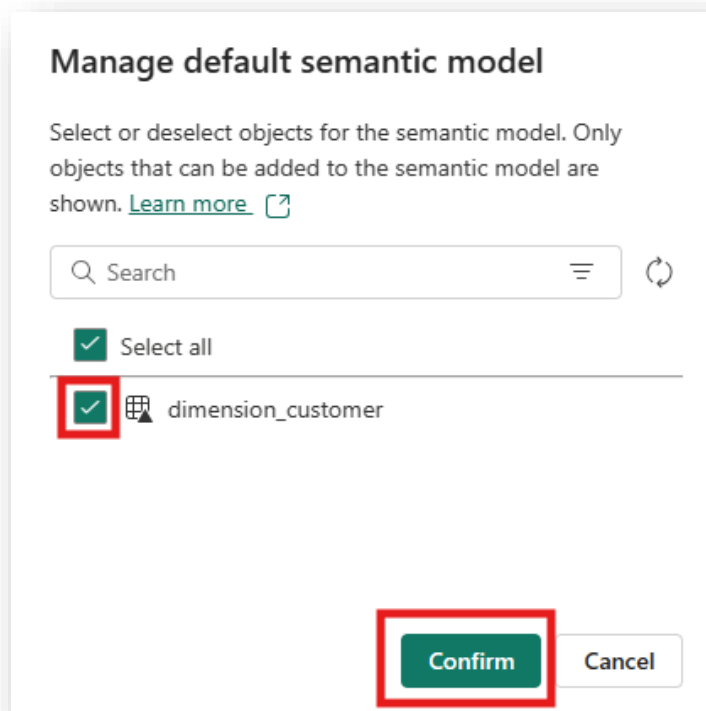 Manage default semantic model
Select or deselect objects for the semantic model. Only
objects that can be added to the semantic model are
shown. Learn more
Search
Select all
dimension_customer
Confirm Cancel